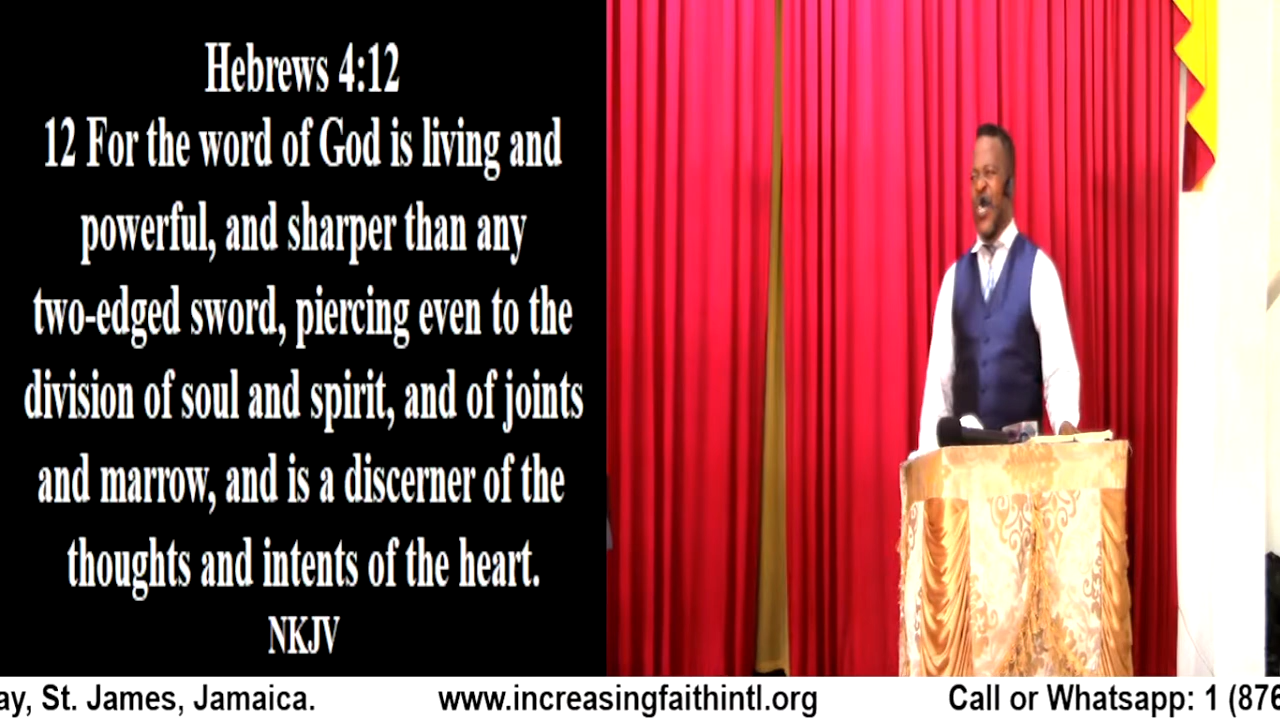 Hebrews 4:12
12 For the word of God is living and
powerful, and sharper than any
two-edged sword, piercing even to the
division of soul and spirit, and of joints
and marrow, and is a discerner of the
thoughts and intents of the heart.
NKJV
ay, St. James, Jamaica. www.increasingfaithintl.org Call or Whatsapp: 1 (876